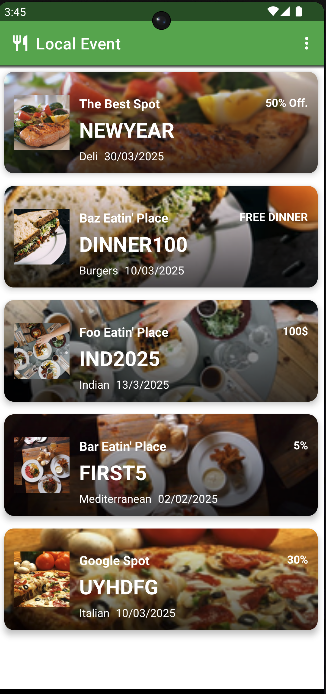 3:45
Local Event
The Best Spot 50% Off.
NEWYEAR
Deli 30/03/2025
Baz Eatin' Place FREE DINNER
DINNER100
Burgers 10/03/2025
Foo Eatin' Place 100$
IND2025
Indian 13/3/2025
Bar Eatin' Place 5%
FIRST5
Mediterranean 02/02/2025
Google Spot 30%
UYHDFG
Italian 10/03/2025